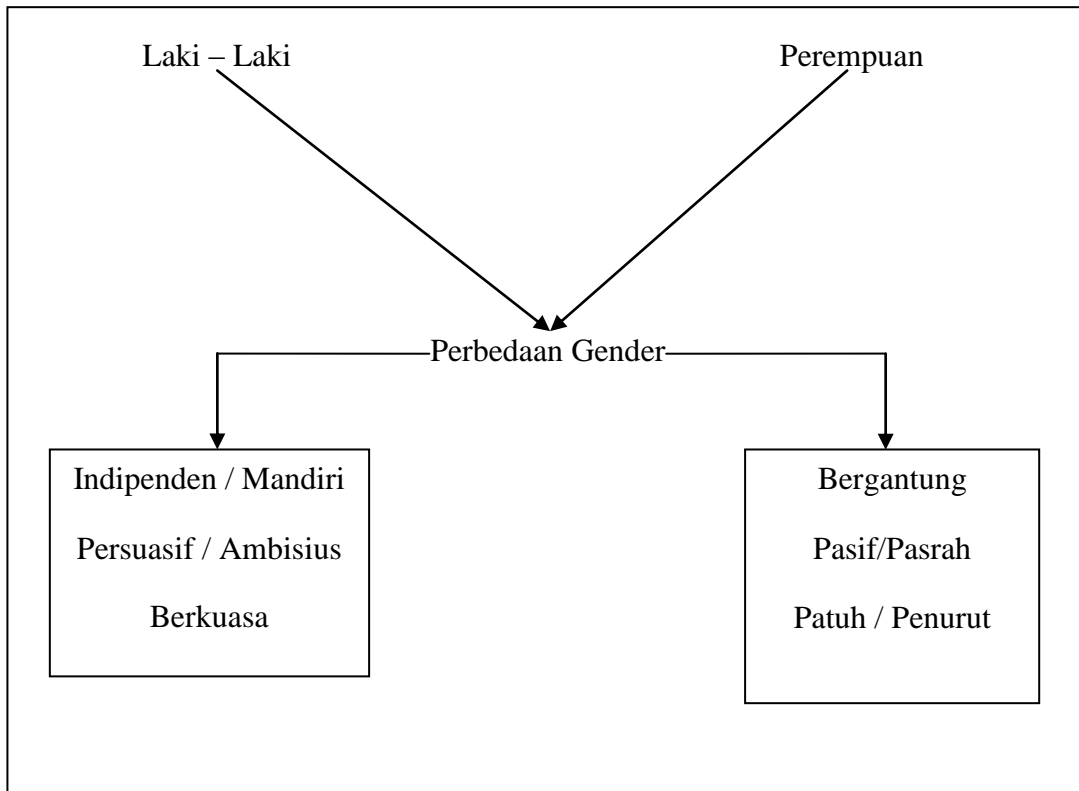 Laki – Laki
Perempuan
Perbedaan Gender
Indipenden / Mandiri
Persuasif / Ambisius
Berkuasa
Bergantung
Pasif/Pasrah
Patuh / Penurut